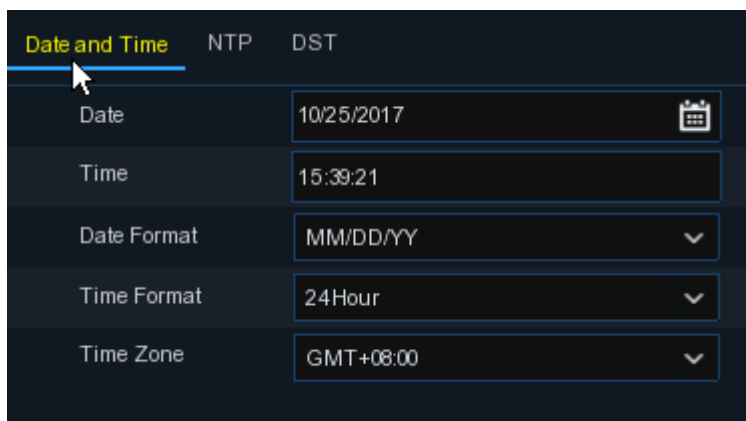 Date and Time NTP DST
Date 10/25/2017
Time 15:39:21
Date Format MM/DD/YY
Time Format 24Hour
Time Zone GMT+08:00